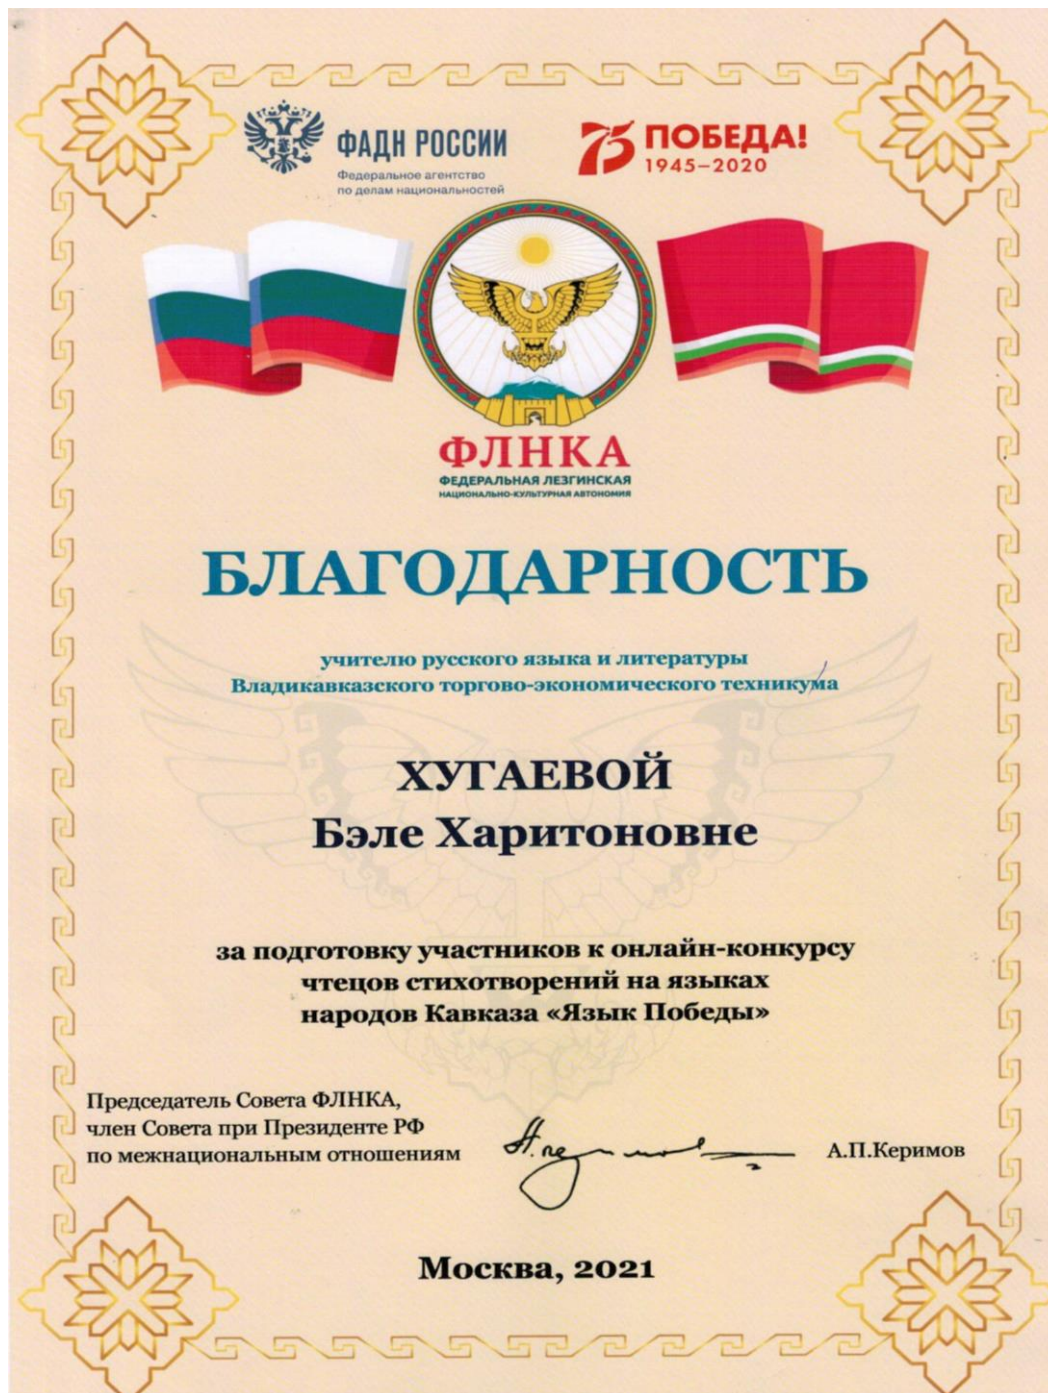 ФАДН РОССИИ
Федеральное агентство
по делам национальностей
75 ПОБЕДА!
1945–2020
ФЛНКА
ФЕДЕРАЛЬНАЯ ЛЕЗГИНСКАЯ
НАЦИОНАЛЬНО-КУЛЬТУРНАЯ АВТОНОМИЯ
БЛАГОДАРНОСТЬ
учителю русского языка и литературы
Владикавказского торгово-экономического техникума
ХУГАЕВОЙ
Бэле Харитоновне
за подготовку участников к онлайн-конкурсу
чтецов стихотворений на языках
народов Кавказа «Язык Победы»
Председатель Совета ФЛНКА,
член Совета при Президенте РФ
по межнациональным отношениям
А.П.Керимов
Москва, 2021